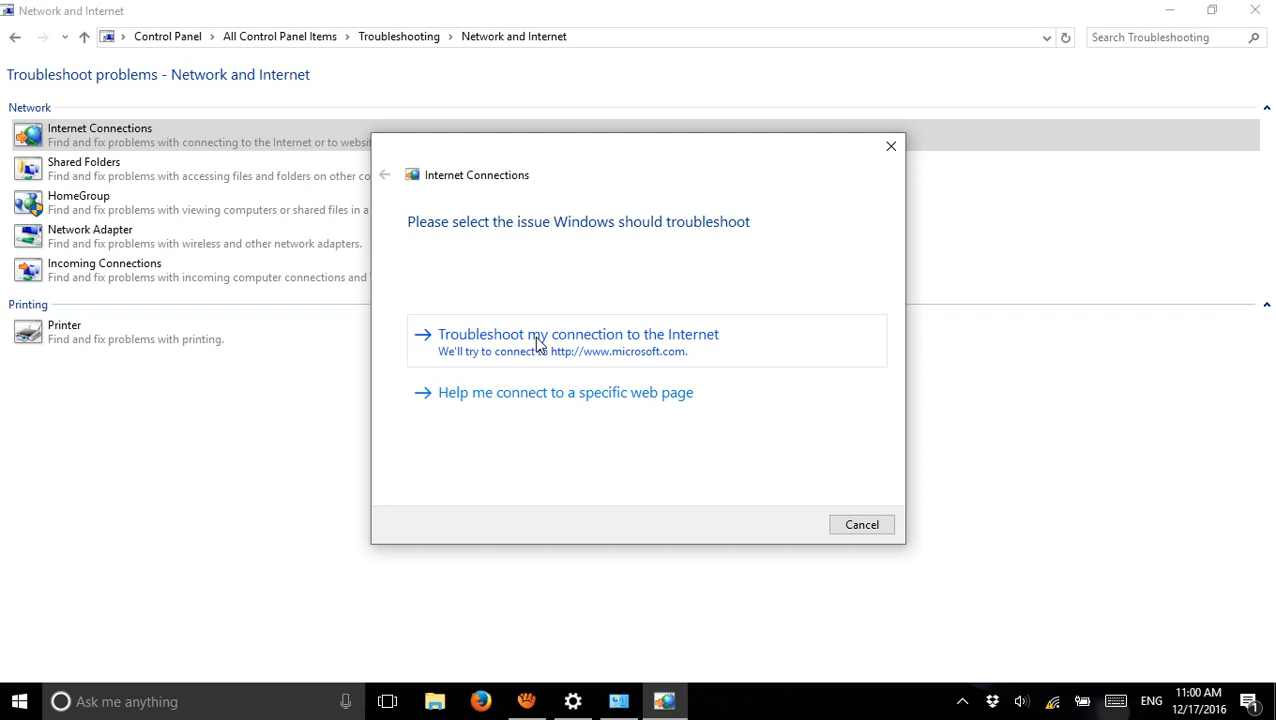 Network and Internet
Control Panel > All Control Panel Items > Troubleshooting > Network and Internet
Search Troubleshooting
Troubleshoot problems - Network and Internet
Network
Internet Connections
Find and fix problems with connecting to the Internet or to
Shared Folders
Find and fix problems with accessing files and folders on other
HomeGroup
Find and fix problems with viewing computers or shared files in a
Network Adapter
Find and fix problems with wireless and other network adapters.
Incoming Connections
Find and fix problems with incoming computer connections and
Printing
Printer
Find and fix problems with printing.
Internet Connections
Please select the issue Windows should troubleshoot
Troubleshoot my connection to the Internet
We'll try to connect to http://www.microsoft.com.
Help me connect to a specific web page
Cancel
Ask me anything
ENG
11:00 AM
12/17/2016
1